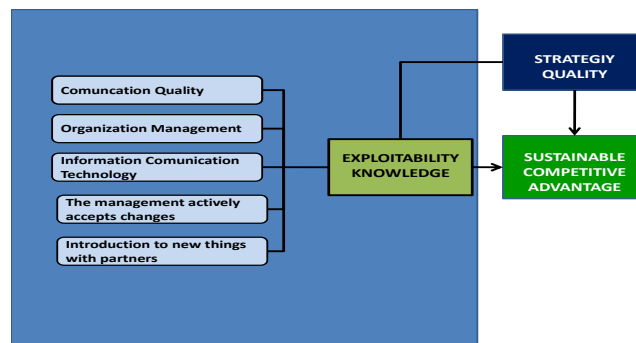 STRATEGIY
QUALITY
Comuncation Quality
Organization Management
Information Comunication
Technology
The management actively
accepts changes
Introduction to new things
with partners
EXPLOITABILITY
KNOWLEDGE
SUSTAINABLE
COMPETITIVE
ADVANTAGE